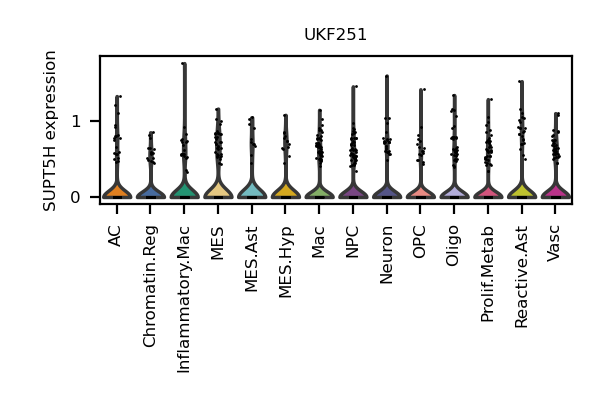 UKF251
SUPT5H expression
1
0
AC
Chromatin.Reg
Inflammatory.Mac
MES
MES.Ast
MES.Hyp
Mac
NPC
Neuron
OPC
Oligo
Prolif.Metab
Reactive.Ast
Vasc